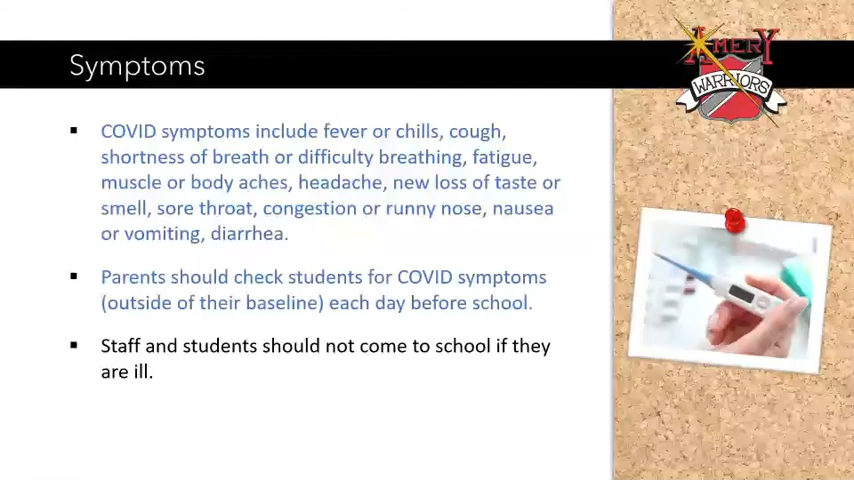 AMERY
WARRIORS
Symptoms
▪ COVID symptoms include fever or chills, cough,
shortness of breath or difficulty breathing, fatigue,
muscle or body aches, headache, new loss of taste or
smell, sore throat, congestion or runny nose, nausea
or vomiting, diarrhea.
▪ Parents should check students for COVID symptoms
(outside of their baseline) each day before school.
▪ Staff and students should not come to school if they
are ill.